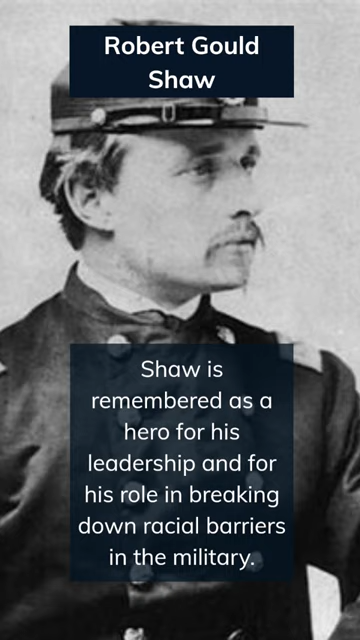 Robert Gould
Shaw
Shaw is
remembered as a
hero for his
leadership and for
his role in breaking
down racial barriers
in the military.